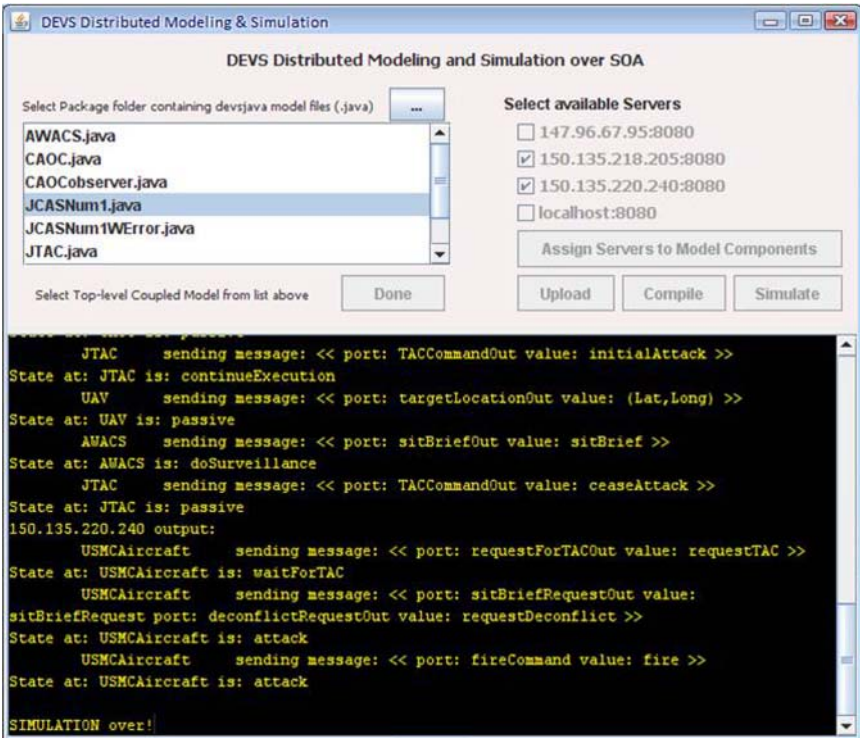 DEVS Distributed Modeling & Simulation
DEVS Distributed Modeling and Simulation over SOA
Select Package folder containing devsjava model files (.java)
...
AWACS.java
CAOC.java
CAOCobserver.java
JCASNum1.java
JCASNum1WError.java
JTAC.java
Select Top-level Coupled Model from list above
Done
Select available Servers
147.96.67.95:8080
150.135.218.205:8080
150.135.220.240:8080
localhost:8080
Assign Servers to Model Components
Upload Compile Simulate
JTAC sending message: << port: TACCommandOut value: initialAttack >>
State at: JTAC is: continueExecution
UAV sending message: << port: targetLocationOut value: (Lat,Long) >>
State at: UAV is: passive
AWACS sending message: << port: sitBriefOut value: sitBrief >>
State at: AWACS is: doSurveillance
JTAC sending message: << port: TACCommandOut value: ceaseAttack >>
State at: JTAC is: passive
150.135.220.240 output:
USMCAircraft sending message: << port: requestForTACOut value: requestTAC >>
State at: USMCAircraft is: waitForTAC
USMCAircraft sending message: << port: sitBriefRequestOut value:
sitBriefRequest port: deconflictRequestOut value: requestDeconflict >>
State at: USMCAircraft is: attack
USMCAircraft sending message: << port: fireCommand value: fire >>
State at: USMCAircraft is: attack
SIMULATION over!